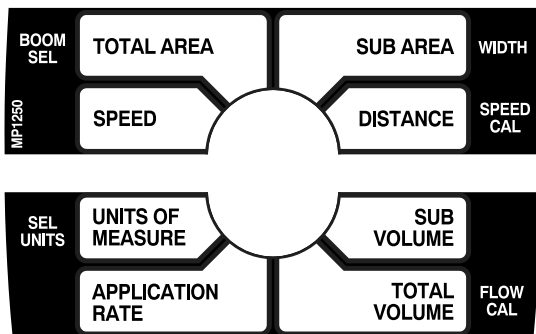 BOOM
SEL
TOTAL AREA
SUB AREA
WIDTH
MP1250
SPEED
DISTANCE
SPEED
CAL
SEL
UNITS
UNITS OF
MEASURE
SUB
VOLUME
APPLICATION
RATE
TOTAL
VOLUME
FLOW
CAL